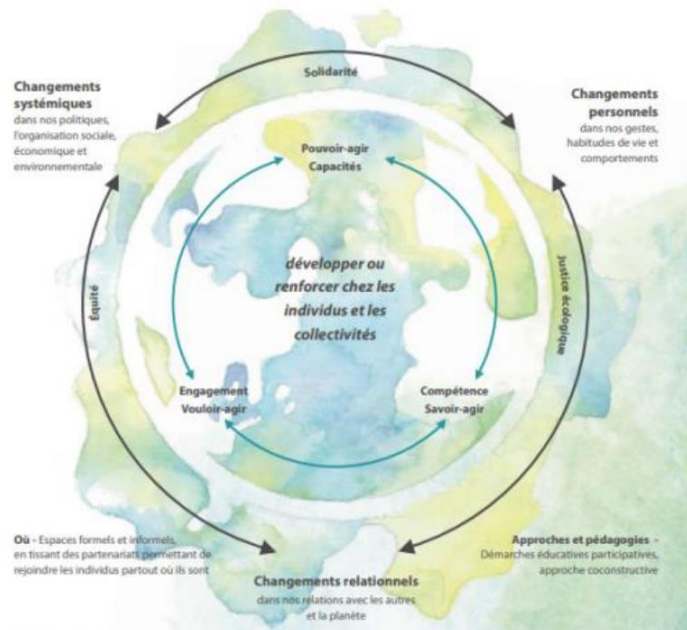 Solidarité
Changements
systémiques
dans nos politiques,
l'organisation sociale,
économique et
environnementale
Changements
personnels
dans nos gestes,
habitudes de vie et
comportements
Pouvoir-agir
Capacités
développer ou
renforcer chez les
individus et les
collectivités
Équité
Justice écologique
Engagement
Vouloir-agir
Compétence
Savoir-agir
Où - Espaces formels et informels,
en tissant des partenariats permettant de
rejoindre les individus partout où ils sont
Approches et pédagogies -
Démarches éducatives participatives,
approche coconstructive
Changements relationnels
dans nos relations avec les autres
et la planète